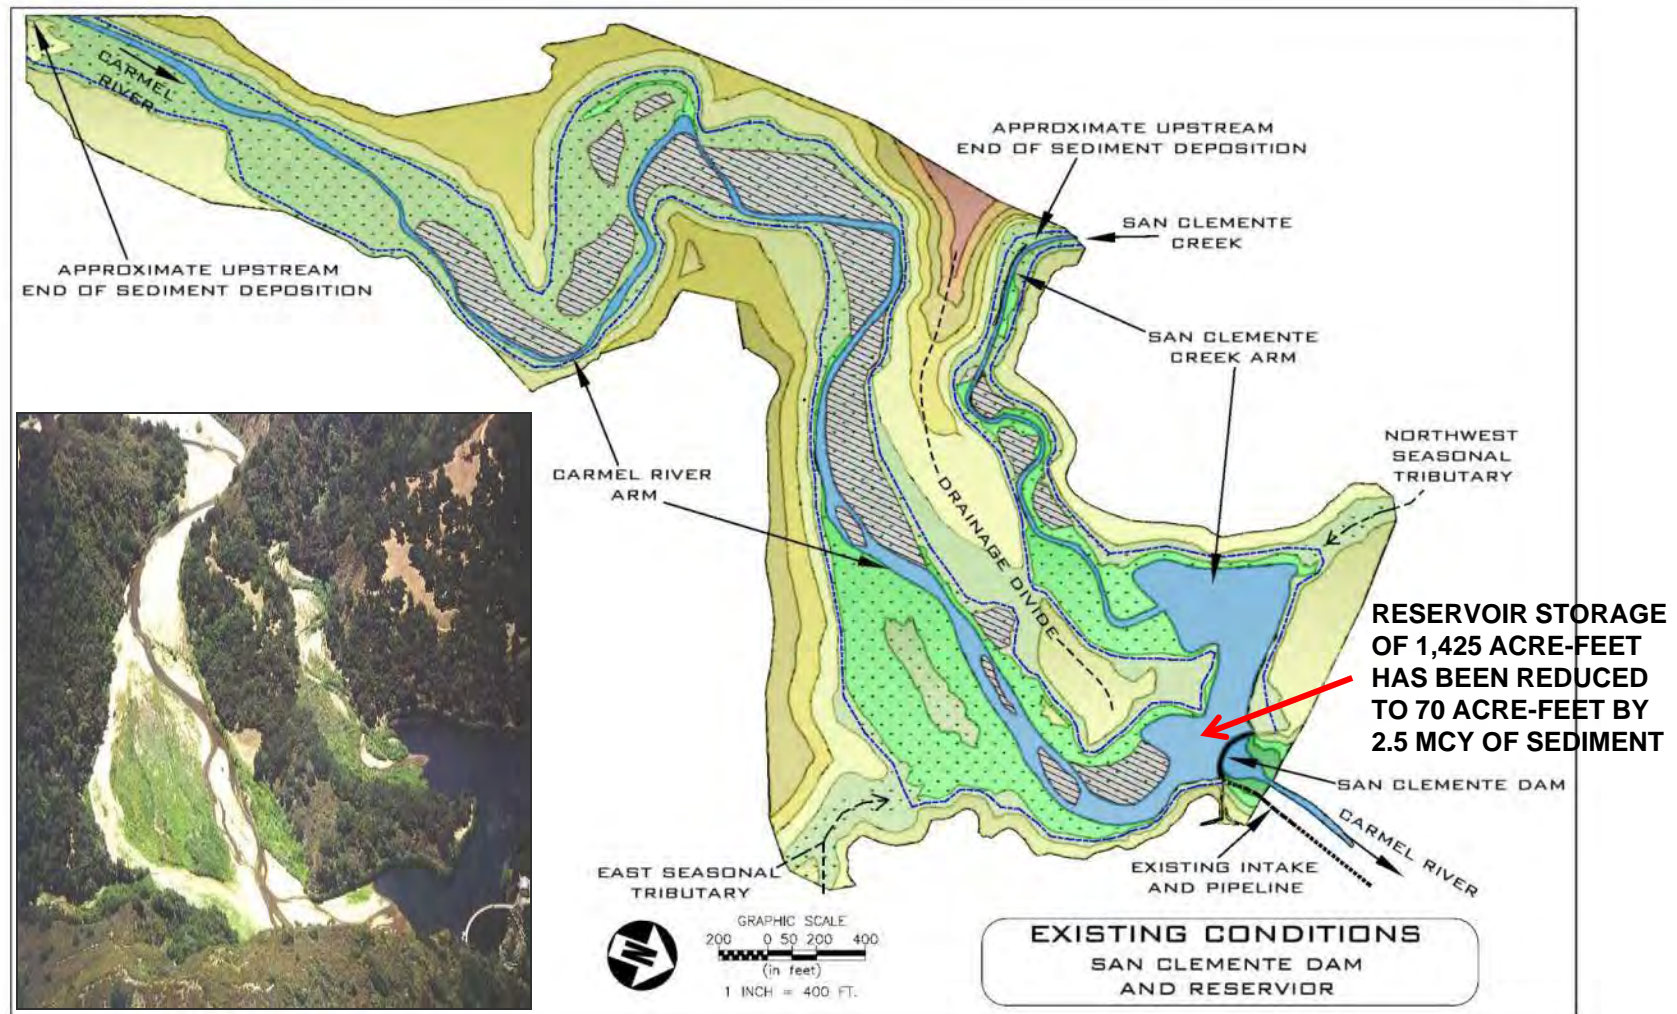 CARMEL
RIVER
APPROXIMATE UPSTREAM
END OF SEDIMENT DEPOSITION
SAN CLEMENTE
CREEK
APPROXIMATE UPSTREAM
END OF SEDIMENT DEPOSITION
SAN CLEMENTE
CREEK ARM
NORTHWEST
SEASONAL
TRIBUTARY
CARMEL RIVER
ARM
DRAINAGE DIVIDE
RESERVOIR STORAGE
OF 1,425 ACRE-FEET
HAS BEEN REDUCED
TO 70 ACRE-FEET BY
2.5 MCY OF SEDIMENT
SAN CLEMENTE DAM
CARMEL RIVER
EXISTING INTAKE
AND PIPELINE
EAST SEASONAL
TRIBUTARY
N
GRAPHIC SCALE
200 0 50 200 400
(in feet)
1 INCH = 400 FT.
EXISTING CONDITIONS
SAN CLEMENTE DAM
AND RESERVIOR